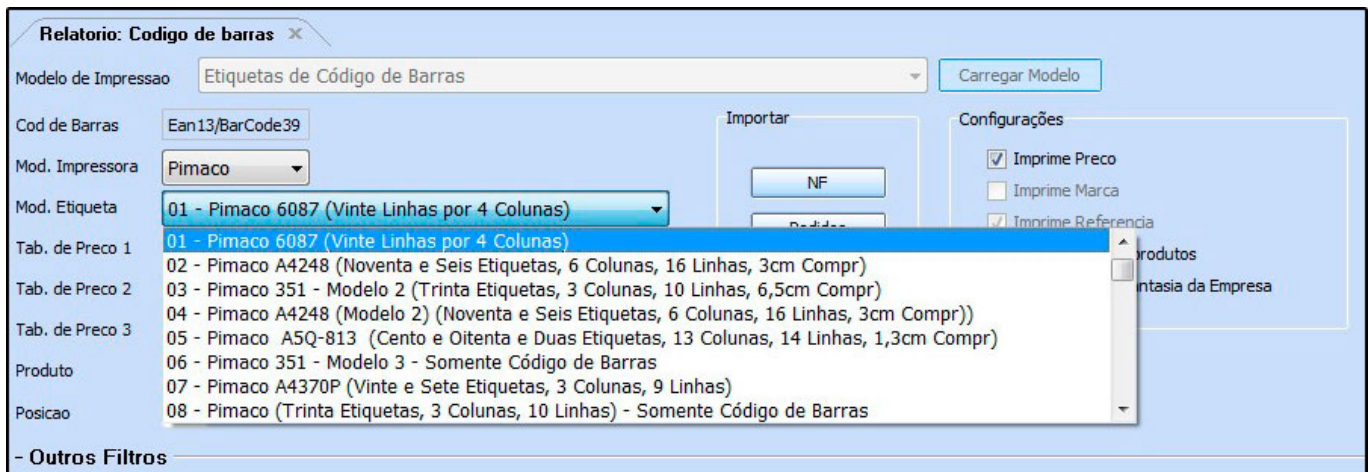 Relatorio: Codigo de barras
Modelo de Impressao Etiquetas de Código de Barras Carregar Modelo
Cod de Barras Ean13/BarCode39 Importar Configurações
Mod. Impressora Pimaco NF Imprime Preco
Imprime Marca
Mod. Etiqueta 01 - Pimaco 6087 (Vinte Linhas por 4 Colunas) Pedidos Imprime Referencia
Tab. de Preco 1 01 - Pimaco 6087 (Vinte Linhas por 4 Colunas)
02 - Pimaco A4248 (Noventa e Seis Etiquetas, 6 Colunas, 16 Linhas, 3cm Compr) rodutos
Tab. de Preco 2 03 - Pimaco 351 - Modelo 2 (Trinta Etiquetas, 3 Colunas, 10 Linhas, 6,5cm Compr) ntasia da Empresa
04 - Pimaco A4248 (Modelo 2) (Noventa e Seis Etiquetas, 6 Colunas, 16 Linhas, 3cm Compr))
Tab. de Preco 3 05 - Pimaco  A5Q-813  (Cento e Oitenta e Duas Etiquetas, 13 Colunas, 14 Linhas, 1,3cm Compr)
Produto 06 - Pimaco 351 - Modelo 3 - Somente Código de Barras
07 - Pimaco A4370P (Vinte e Sete Etiquetas, 3 Colunas, 9 Linhas)
Posicao 08 - Pimaco (Trinta Etiquetas, 3 Colunas, 10 Linhas) - Somente Código de Barras
- Outros Filtros